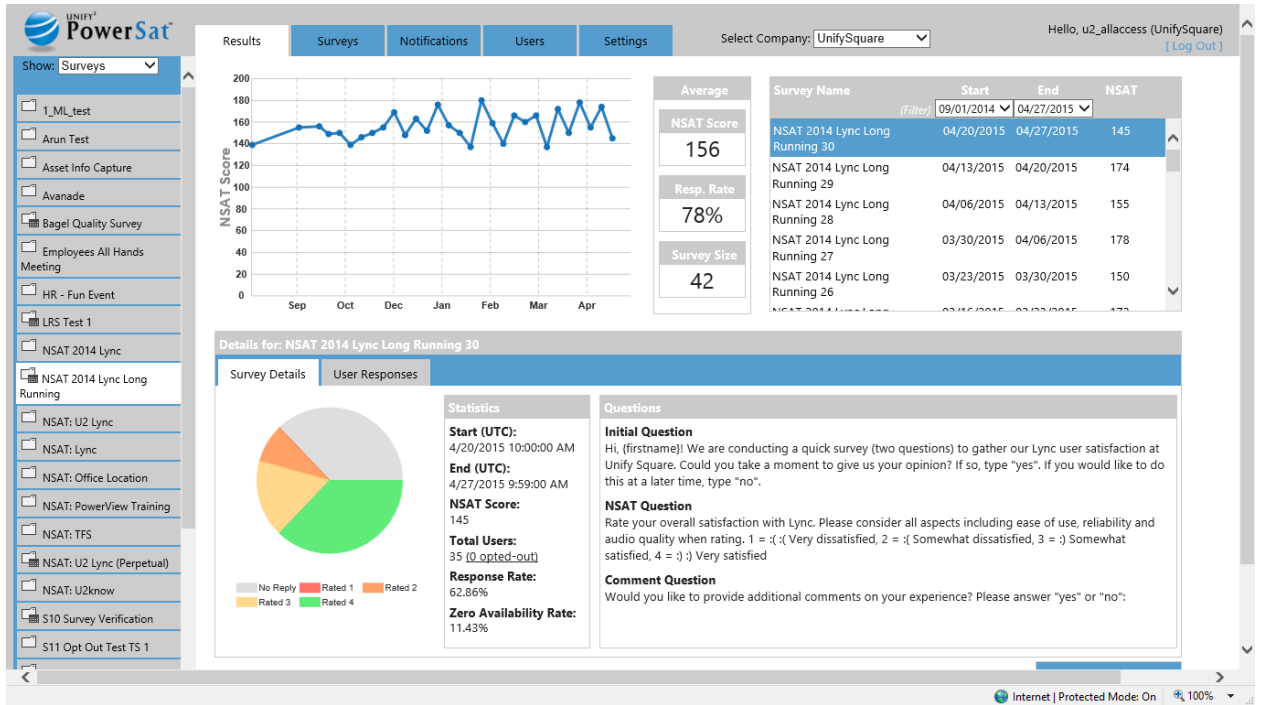 UNIFY²
PowerSat™
Results
Surveys
Notifications
Users
Settings
Select Company: UnifySquare
Hello, u2_allaccess (UnifySquare)
[ Log Out ]
Show: Surveys
1_ML_test
Arun Test
Asset Info Capture
Avanade
Bagel Quality Survey
Employees All Hands
Meeting
HR - Fun Event
LRS Test 1
NSAT 2014 Lync
NSAT 2014 Lync Long
Running
NSAT: U2 Lync
NSAT: Lync
NSAT: Office Location
NSAT: PowerView Training
NSAT: TFS
NSAT: U2 Lync (Perpetual)
NSAT: U2know
S10 Survey Verification
S11 Opt Out Test TS 1
NSAT Score
200
180
160
140
120
100
80
60
40
20
0
Sep Oct Dec Jan Feb Mar Apr
Average
NSAT Score
156
Resp. Rate
78%
Survey Size
42
Survey Name Start End NSAT
(Filter) 09/01/2014 04/27/2015
NSAT 2014 Lync Long 04/20/2015 04/27/2015 145
Running 30
NSAT 2014 Lync Long 04/13/2015 04/20/2015 174
Running 29
NSAT 2014 Lync Long 04/06/2015 04/13/2015 155
Running 28
NSAT 2014 Lync Long 03/30/2015 04/06/2015 178
Running 27
NSAT 2014 Lync Long 03/23/2015 03/30/2015 150
Running 26
Details for: NSAT 2014 Lync Long Running 30
Survey Details
User Responses
No Reply Rated 1 Rated 2
Rated 3 Rated 4
Statistics
Start (UTC):
4/20/2015 10:00:00 AM
End (UTC):
4/27/2015 9:59:00 AM
NSAT
Score:
145
Total
Users:
35 (0 opted-out)
Response Rate:
62.86%
Zero Availability Rate:
11.43%
Questions
Initial Question
Hi, {firstname}! We are conducting a quick survey (two questions) to gather our Lync user satisfaction at
Unify Square. Could you take a moment to give us your opinion? If so, type "yes". If you would like to do
this at a later time, type "no".
NSAT Question
Rate your overall satisfaction with Lync. Please consider all aspects including ease of use, reliability and
audio quality when rating. 1 = :( :( Very dissatisfied, 2 = :( Somewhat dissatisfied, 3 = :) Somewhat
satisfied, 4 = :) :) Very satisfied
Comment Question
Would you like to provide additional comments on your experience? Please answer "yes" or "no":
Internet | Protected Mode: On
100%